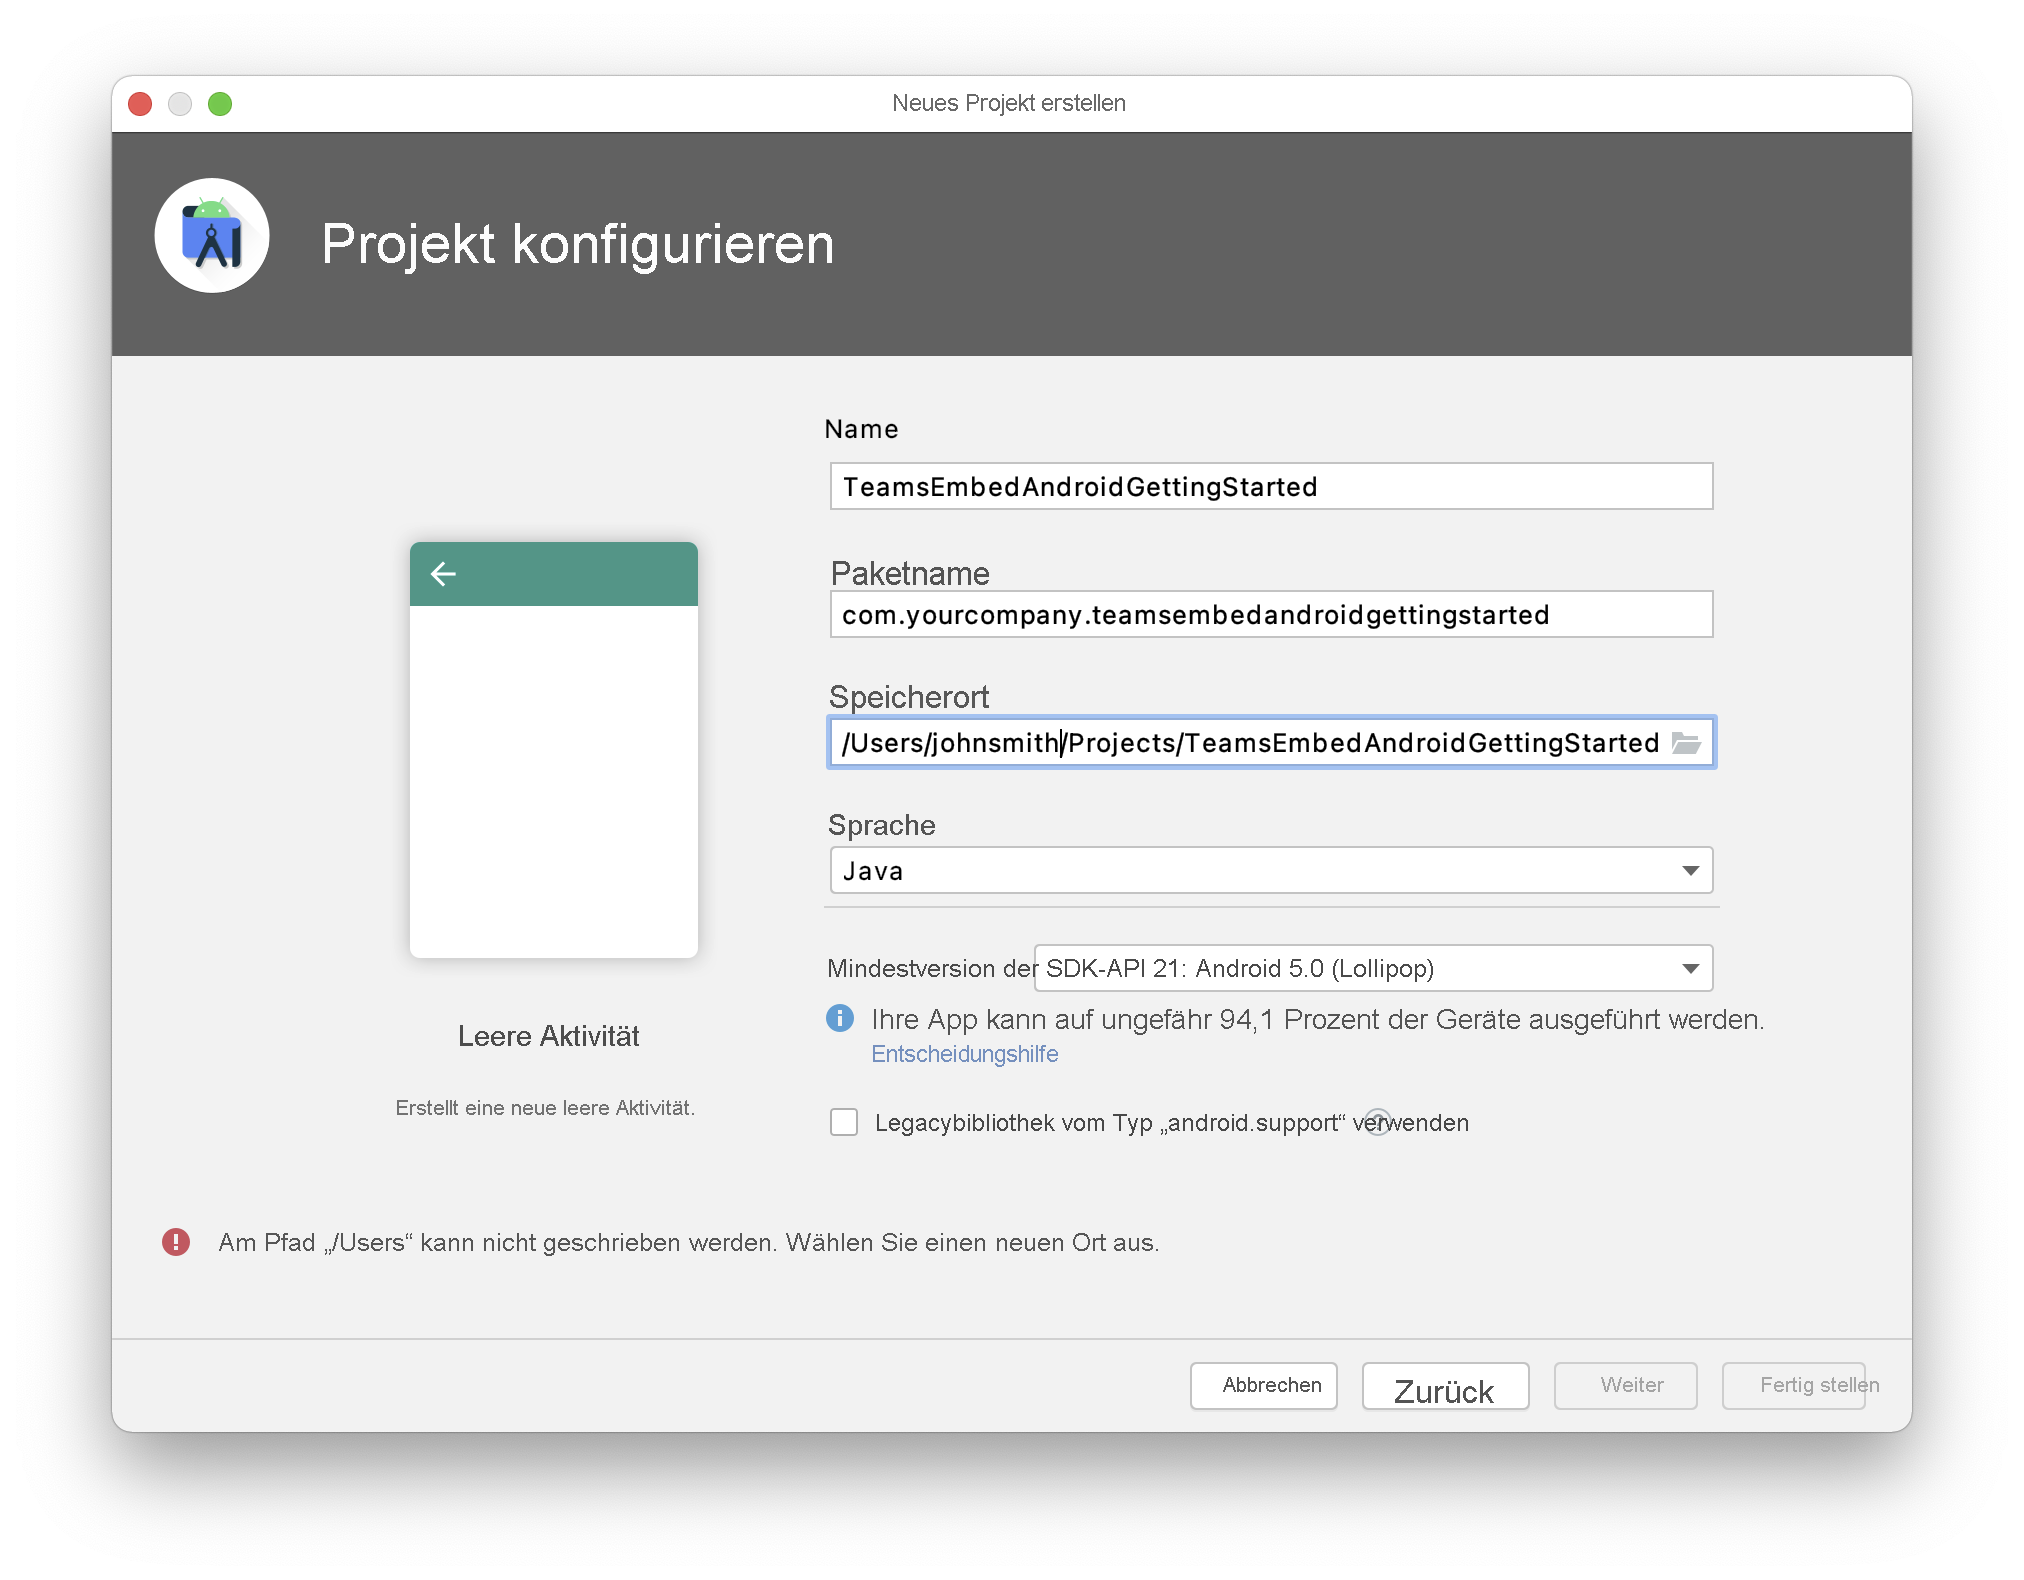 Neues Projekt erstellen
Projekt konfigurieren
Name
TeamsEmbedAndroidGettingStarted
Paketname
com.yourcompany.teamsembedandroidgettingstarted
Speicherort
/Users/johnsmith/Projects/TeamsEmbedAndroidGettingStarted
Sprache
Java
Mindestversion der SDK-API 21: Android 5.0 (Lollipop)
Ihre App kann auf ungefähr 94,1 Prozent der Geräte ausgeführt werden.
Entscheidungshilfe
Legacybibliothek vom Typ „android.support“ verwenden
Leere Aktivität
Erstellt eine neue leere Aktivität.
Am Pfad „/Users“ kann nicht geschrieben werden. Wählen Sie einen neuen Ort aus.
Abbrechen
Zurück
Weiter
Fertig stellen